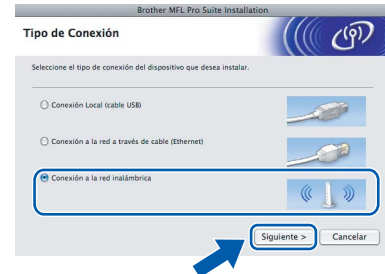 Brother MFL Pro Suite Installation
Tipo de Conexión
Seleccione el tipo de conexión del dispositivo que desea instalar.
Conexión Local (cable USB)
Conexión a la red a través de cable (Ethernet)
Conexión a la red inalámbrica
Siguiente > Cancelar